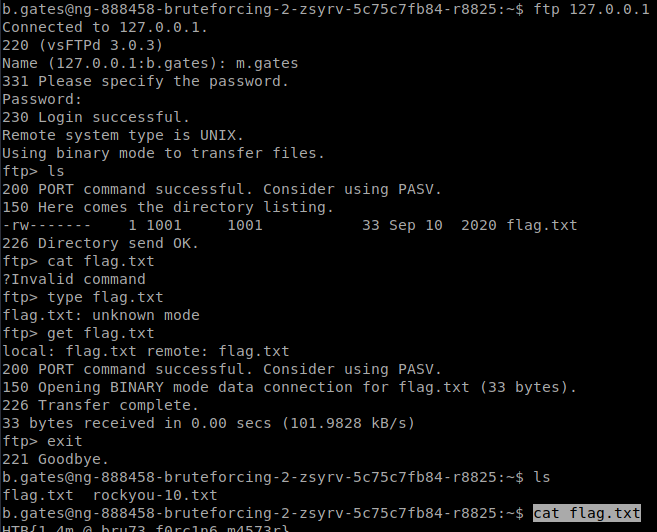 b.gates@ng-888458-bruteforcing-2-zsyrv-5c75c7fb84-r8825:~$ ftp 127.0.0.1
Connected to 127.0.0.1.
220 (vsFTPd 3.0.3)
Name (127.0.0.1:b.gates): m.gates
331 Please specify the password.
Password:
230 Login successful.
Remote system type is UNIX.
Using binary mode to transfer files.
ftp> ls
200 PORT command successful. Consider using PASV.
150 Here comes the directory listing.
-rw-------    1 1001     1001           33 Sep 10  2020 flag.txt
226 Directory send OK.
ftp> cat flag.txt
?Invalid command
ftp> type flag.txt
flag.txt: unknown mode
ftp> get flag.txt
local: flag.txt remote: flag.txt
200 PORT command successful. Consider using PASV.
150 Opening BINARY mode data connection for flag.txt (33 bytes).
226 Transfer complete.
33 bytes received in 0.00 secs (101.9828 kB/s)
ftp> exit
221 Goodbye.
b.gates@ng-888458-bruteforcing-2-zsyrv-5c75c7fb84-r8825:~$ ls
flag.txt  rockyou-10.txt
b.gates@ng-888458-bruteforcing-2-zsyrv-5c75c7fb84-r8825:~$ cat flag.txt
HTB{1_4m_@_bru73_f0rc1n6_m4573r}